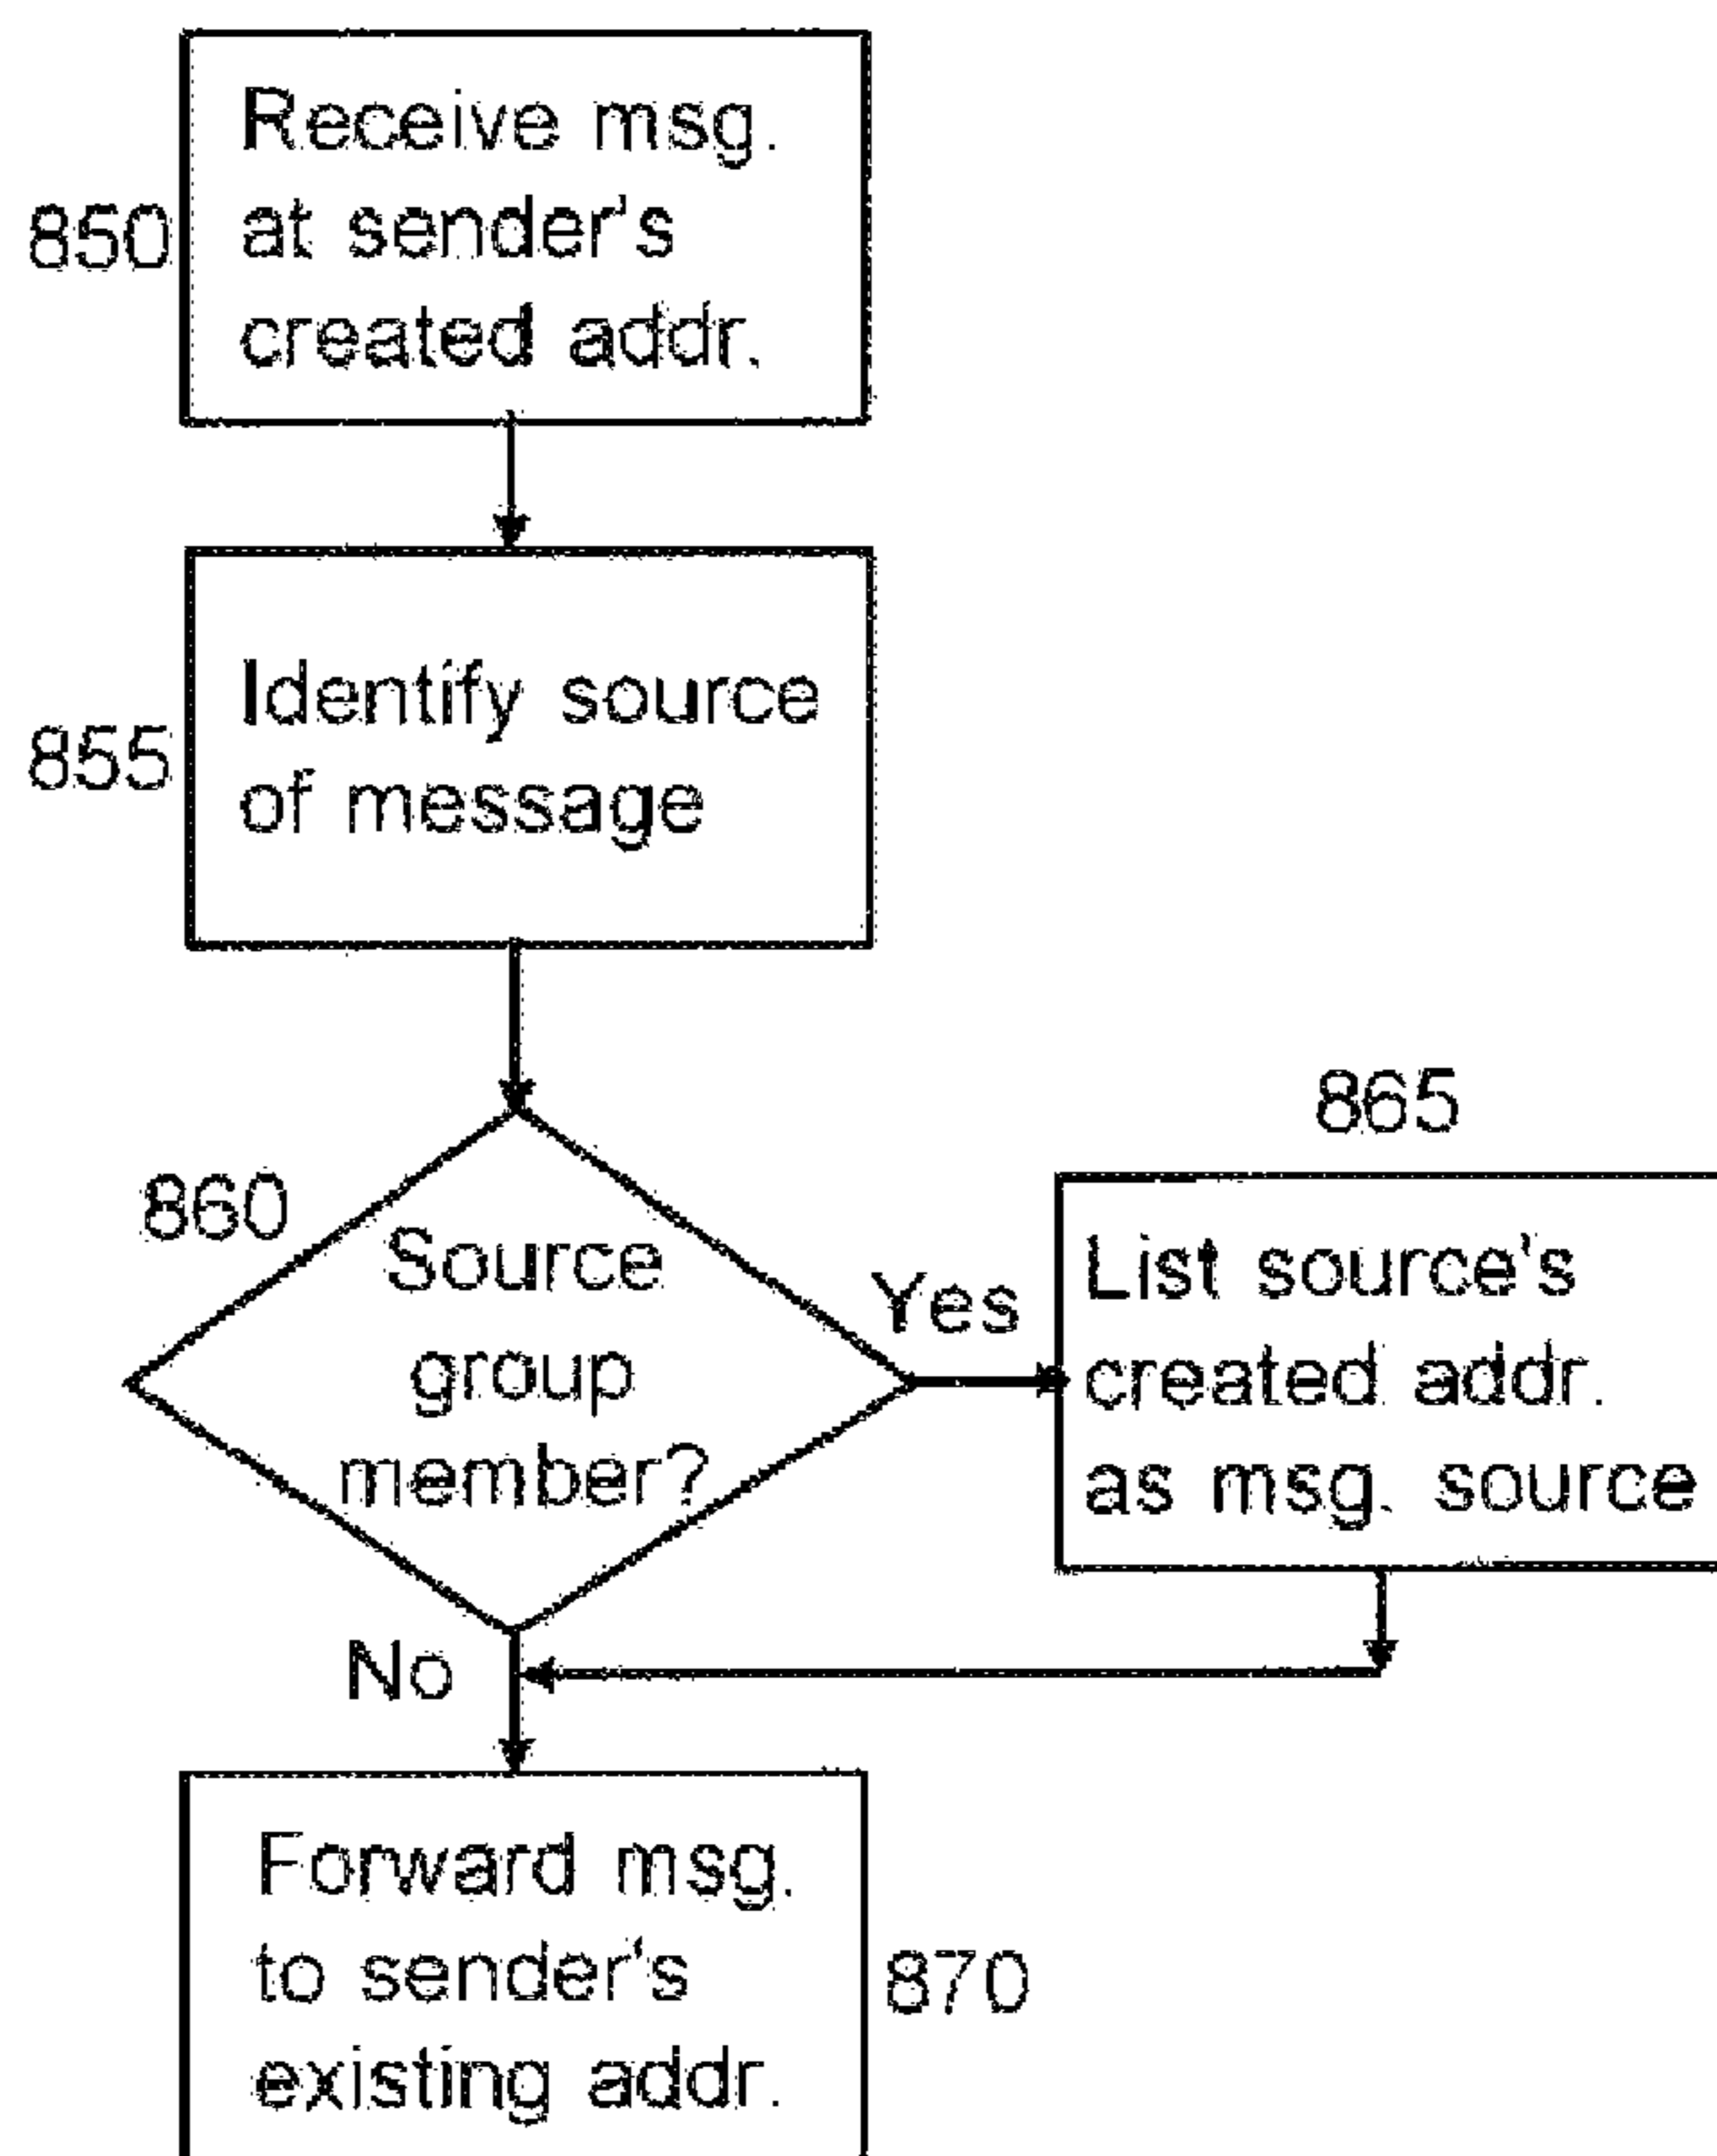 Receive msg.
850 at sender's
created addr.
Identify source
855
of message
865
860
Source
group
member?
Yes
List source's
created addr.
as msg. source
No
Forward msg.
to sender's
870
existing addr.